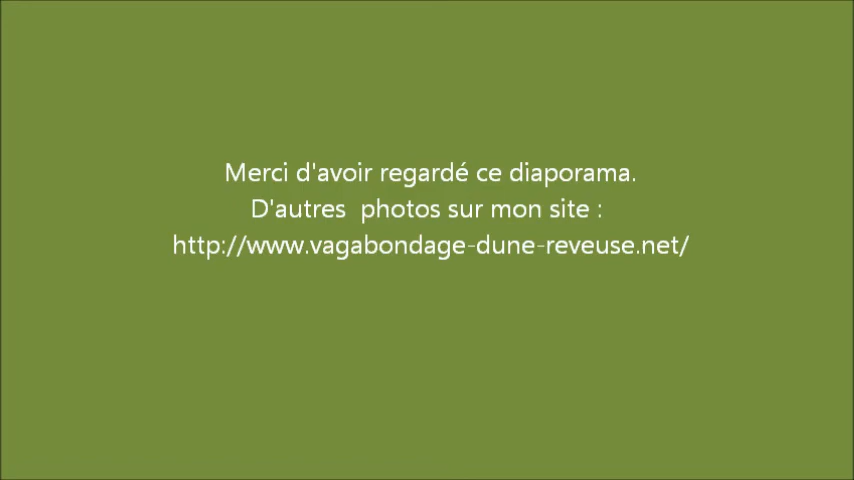 Merci d'avoir regardé ce diaporama.
D'autres  photos sur mon site :
http://www.vagabondage-dune-reveuse.net/